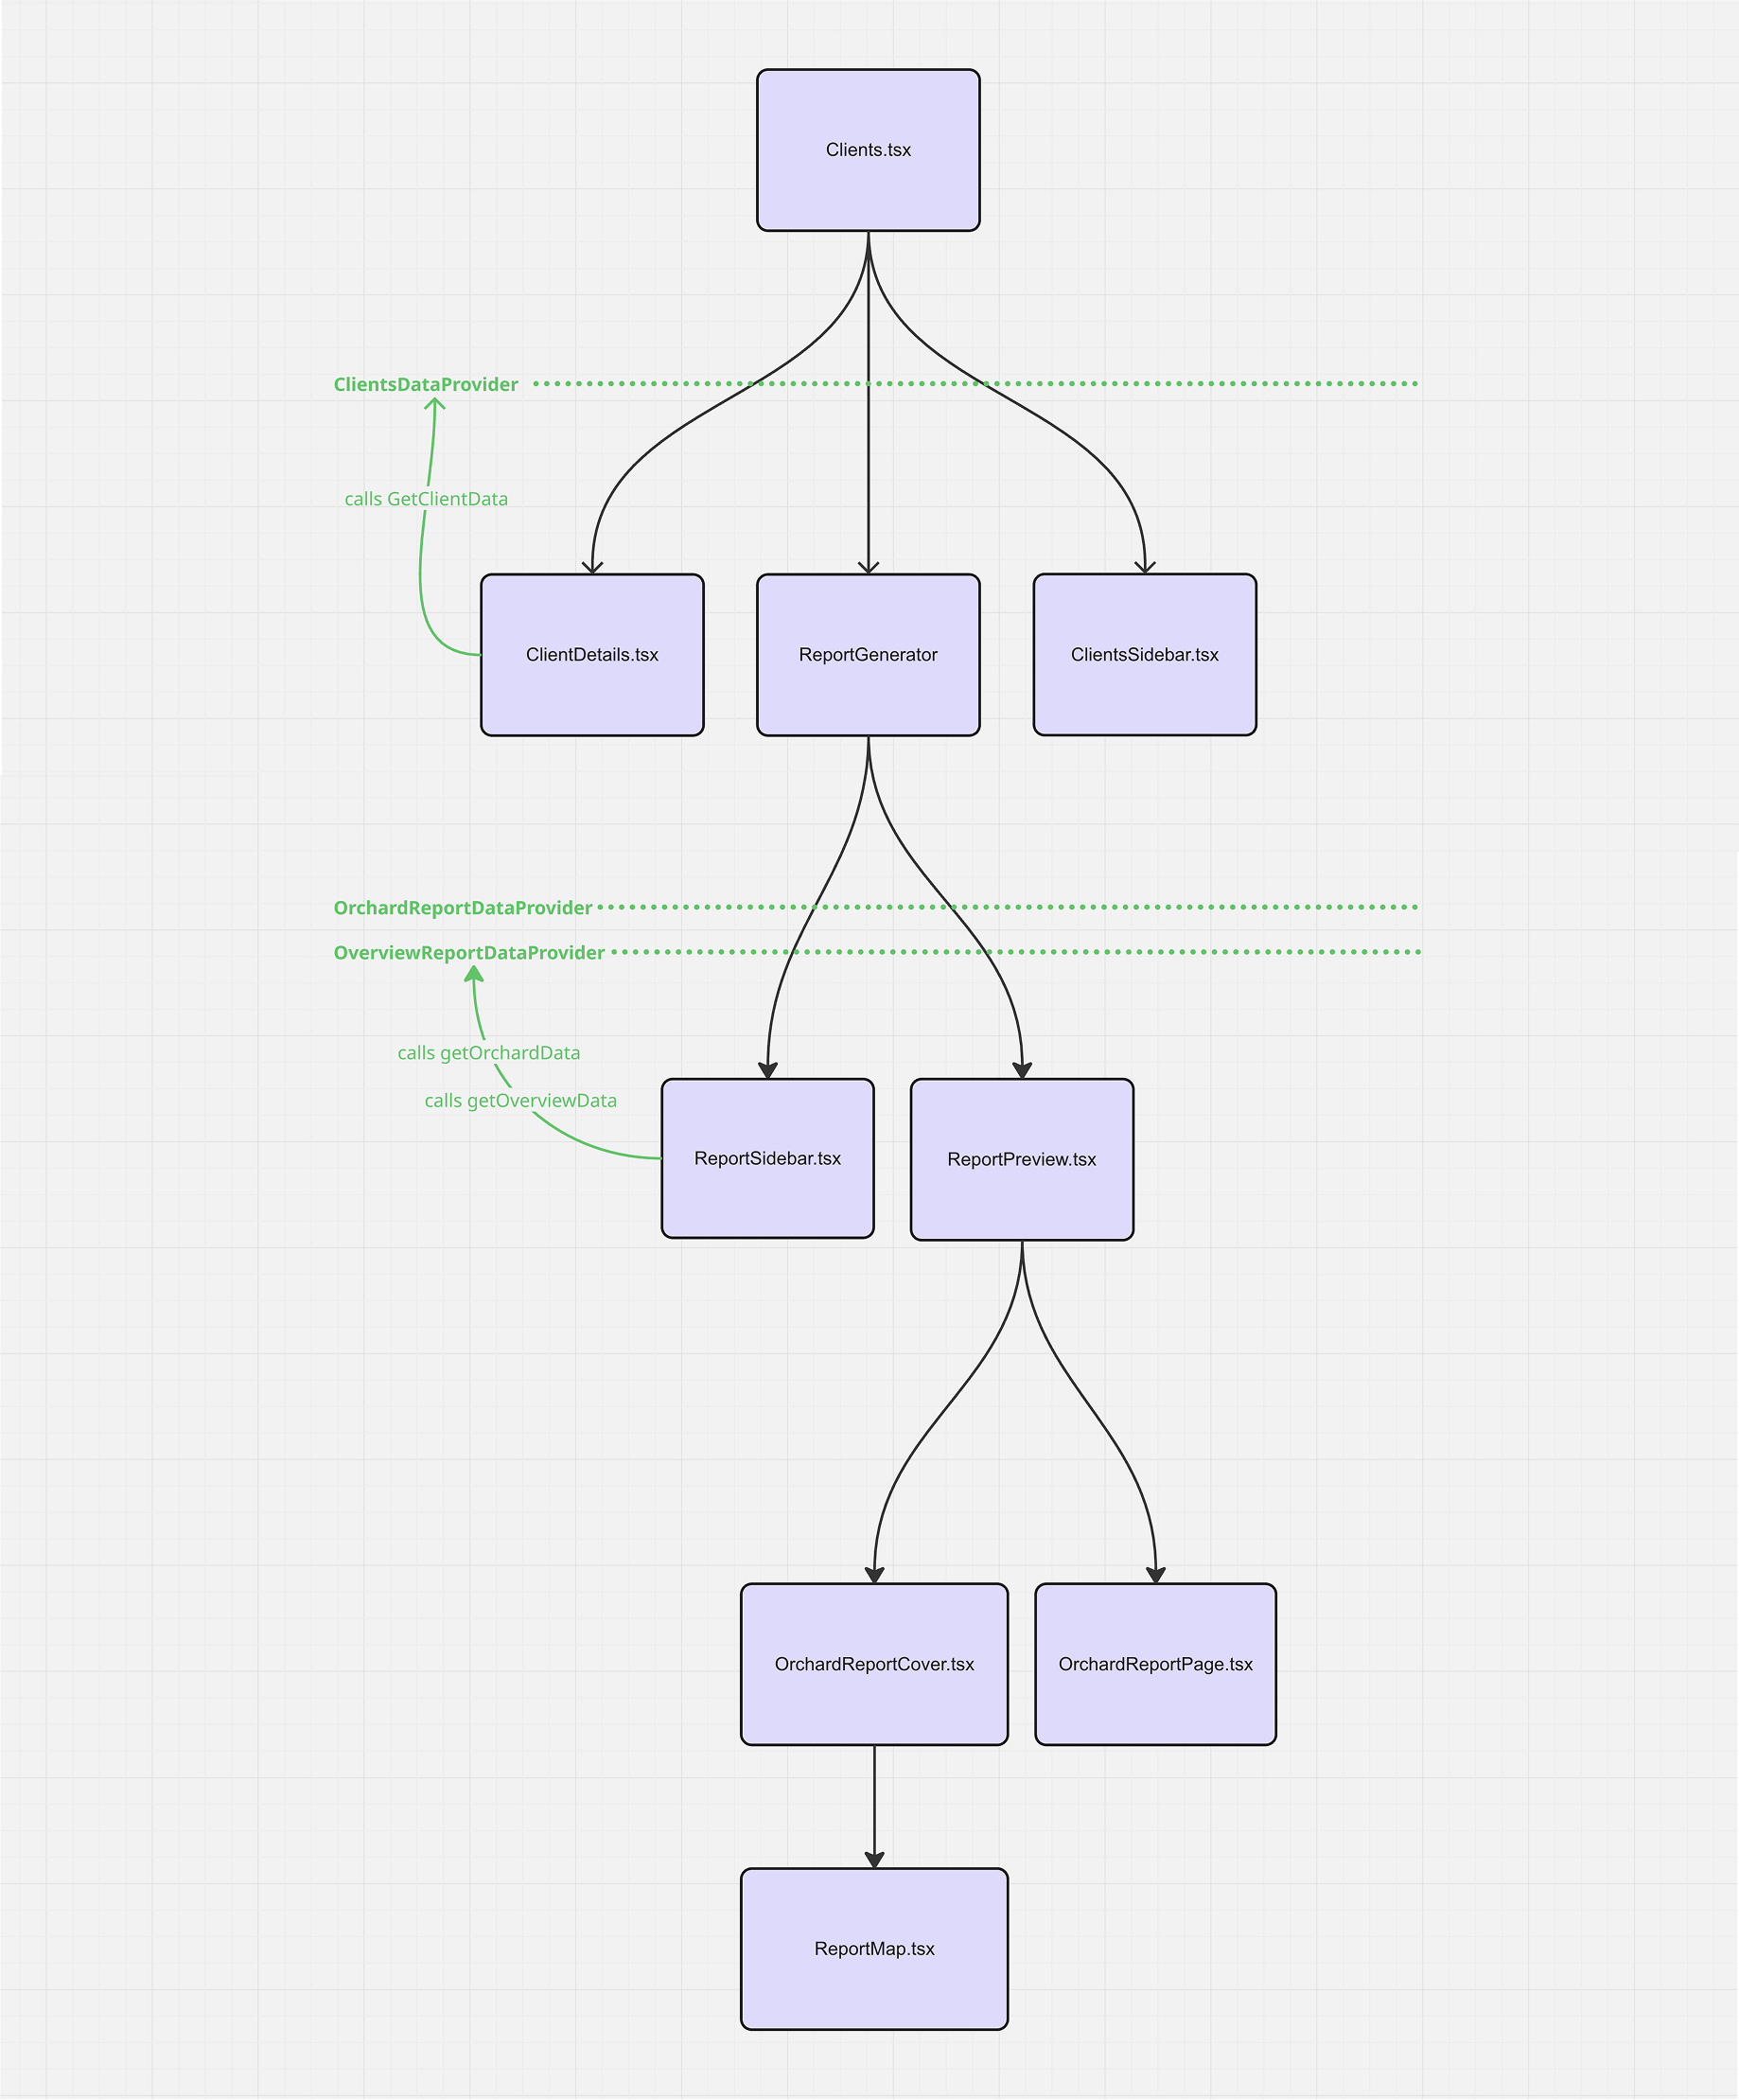 Clients.tsx
ClientsDataProvider
calls GetClientData
ClientDetails.tsx
ReportGenerator
ClientsSidebar.tsx
OrchardReportDataProvider
OverviewReportDataProvider
calls getOrchardData
calls getOverviewData
ReportSidebar.tsx
ReportPreview.tsx
OrchardReportCover.tsx
OrchardReportPage.tsx
ReportMap.tsx